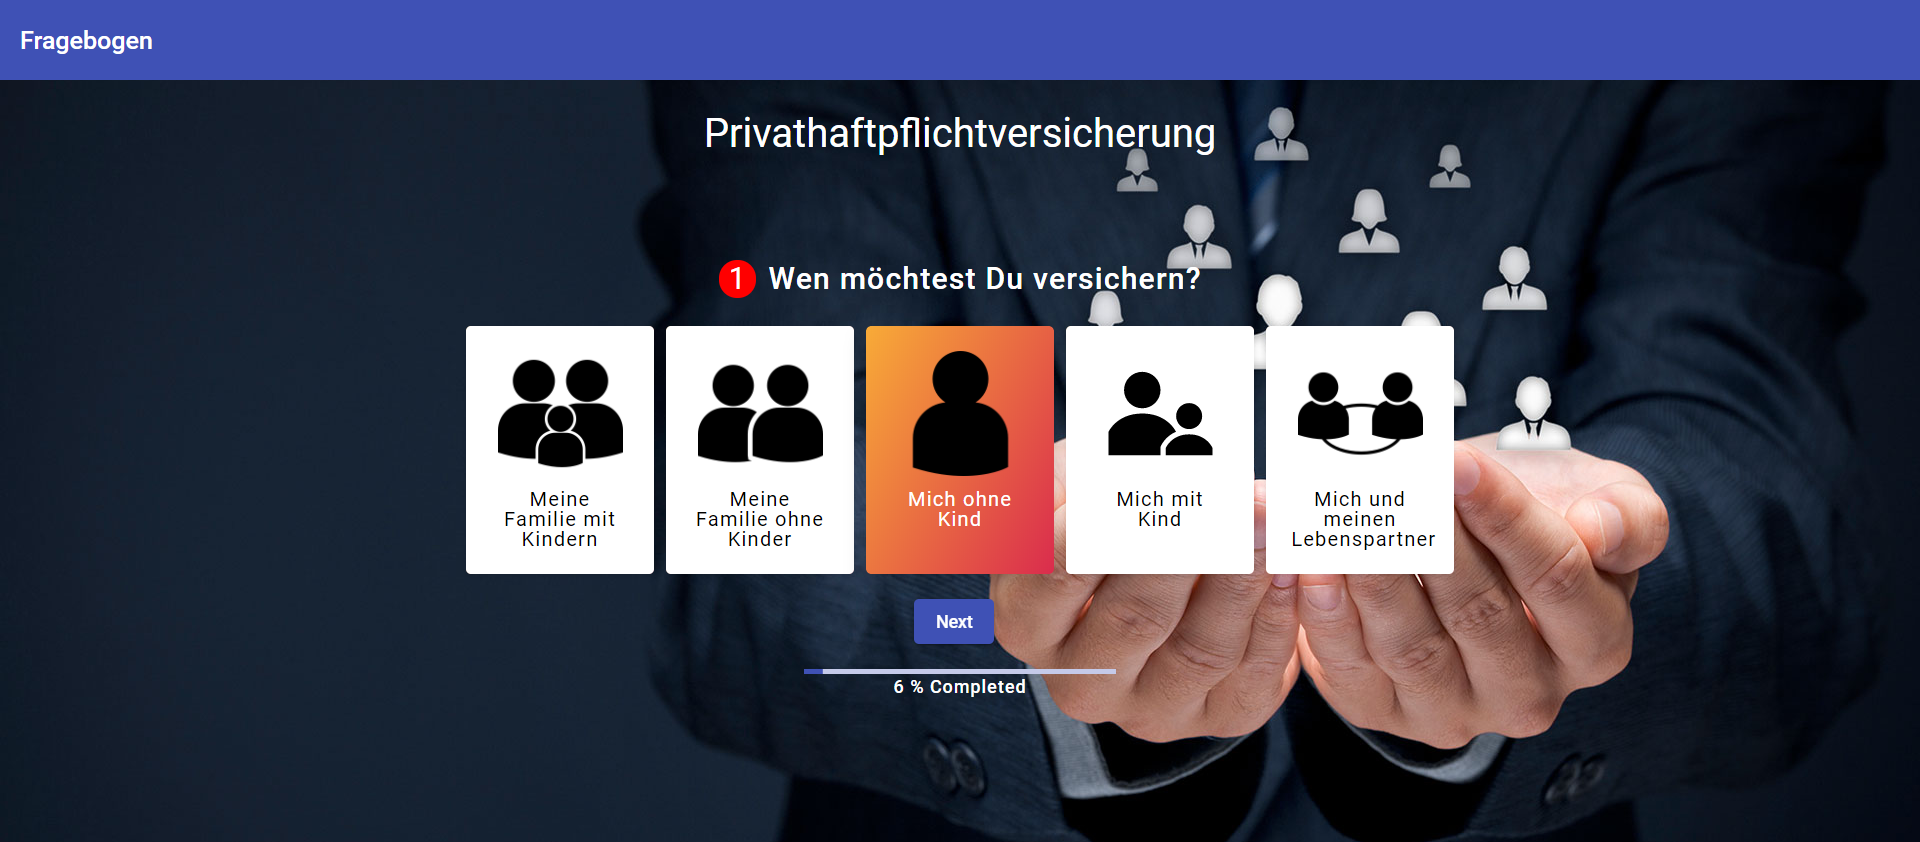 Fragebogen
Privathaftpflichtversicherung
1 Wen möchtest Du versichern?
Meine
Familie mit
Kindern
Meine
Familie ohne
Kinder
Mich ohne
Kind
Mich mit
Kind
Mich und
meinen
Lebenspartner
Next
6 % Completed